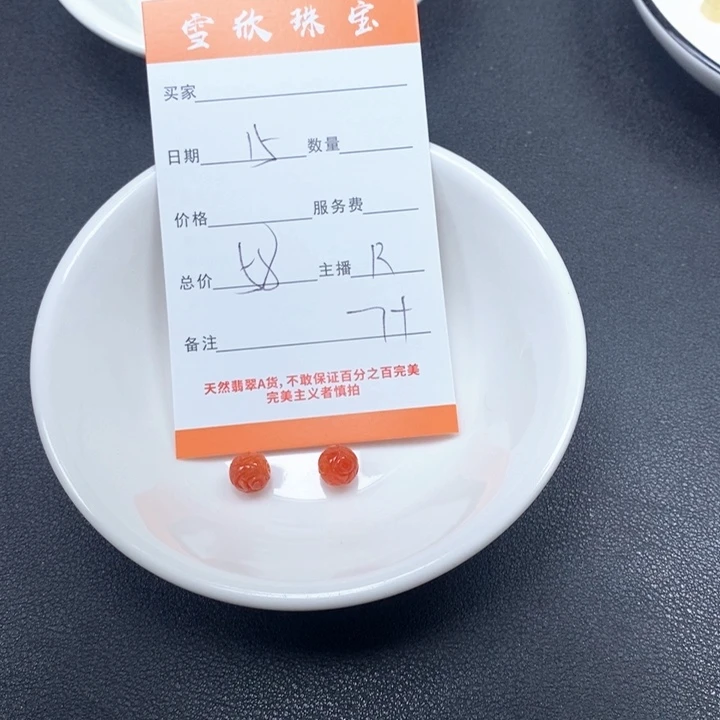 雪欣珠宝
买家
日期 15 数量
价格 服务费
总价 58 主播 R
备注
天然翡翠A货,不敢保证百分之百完美
完美主义者慎拍